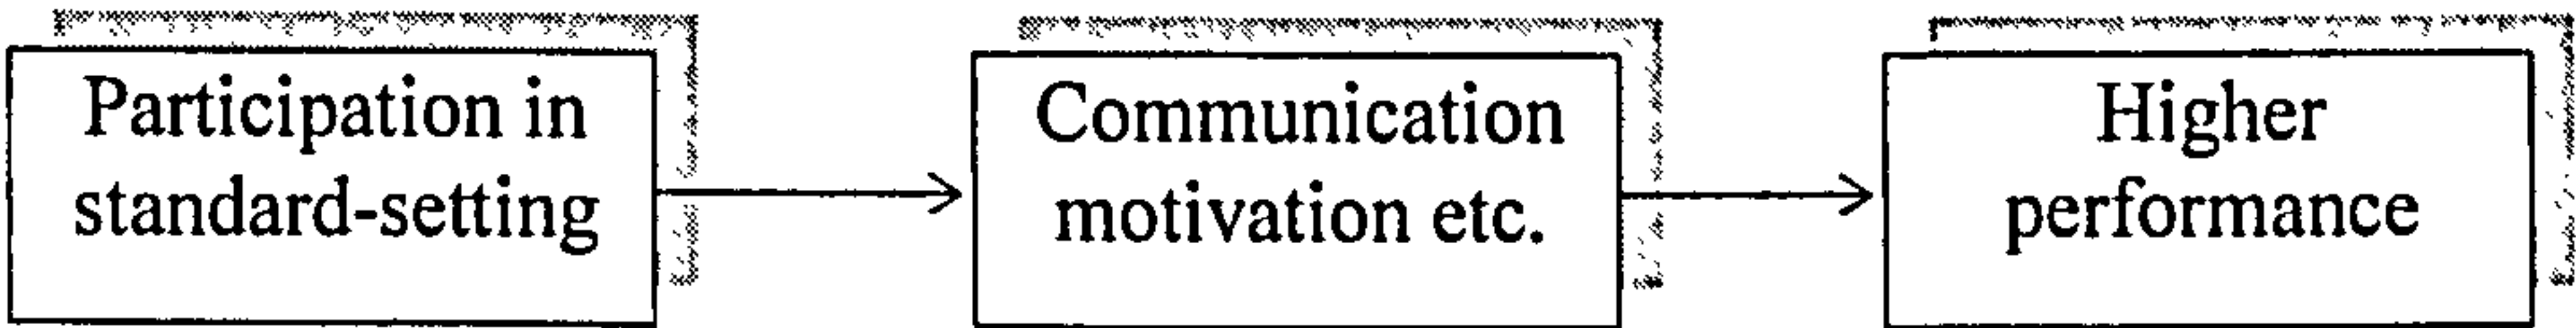 Participation in
standard-setting
Communication
motivation etc.
Higher
performance